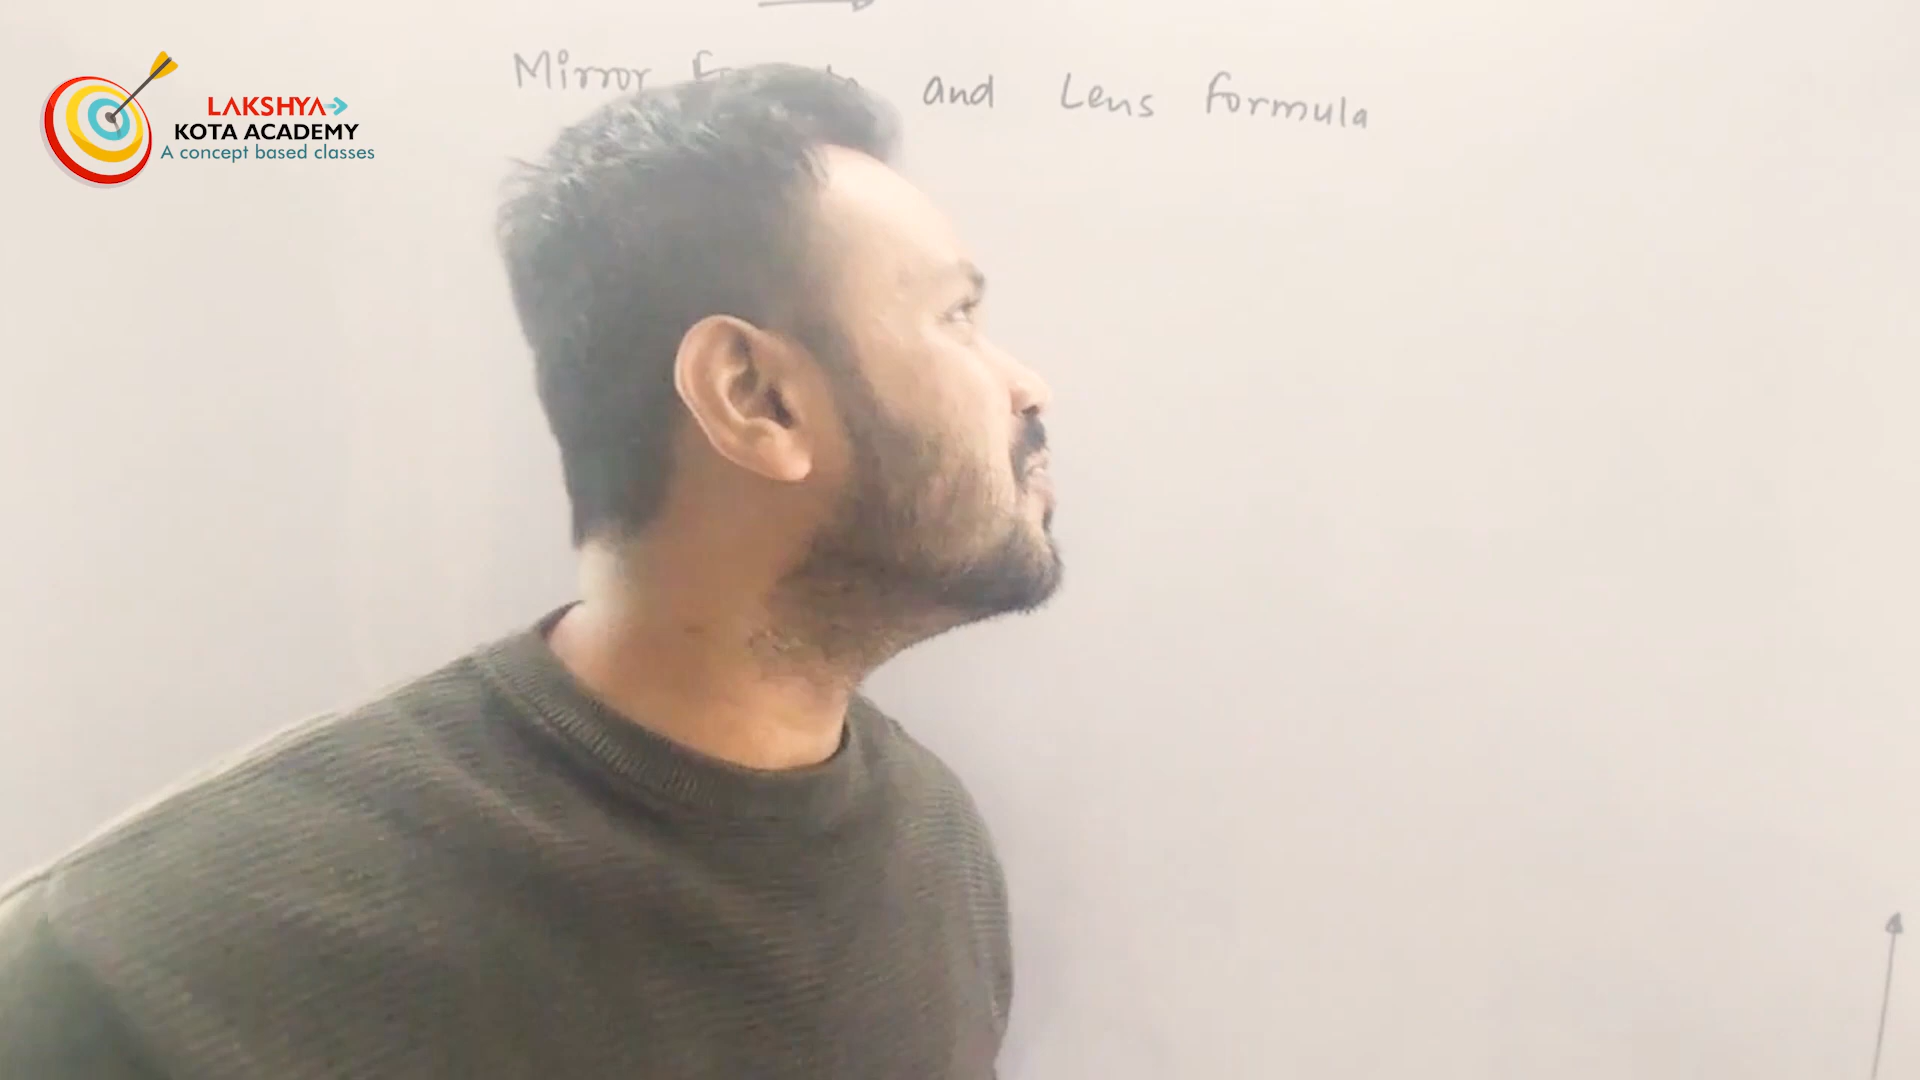 Mirror and Lens formula
LAKSHYA
KOTA ACADEMY
A concept based classes